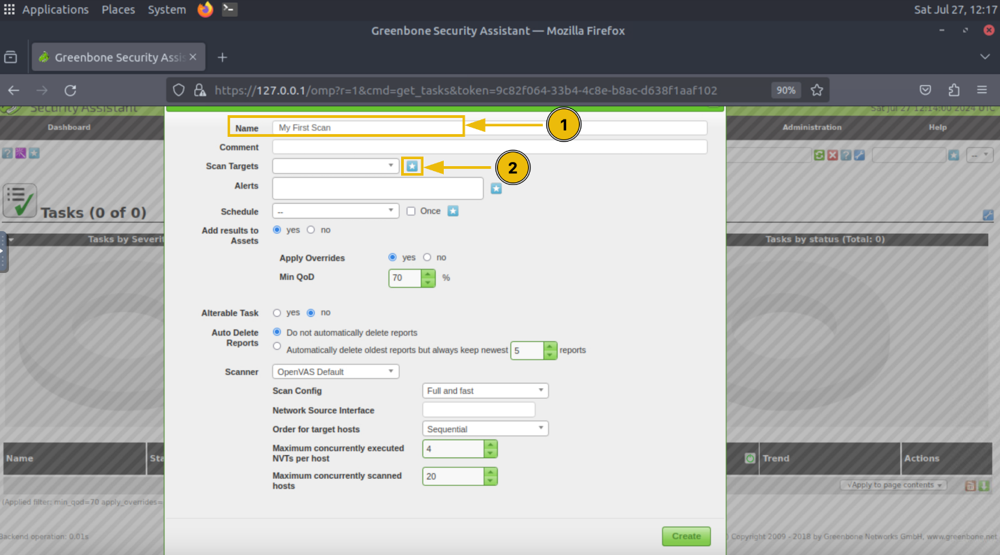 Applications Places System Sat Jul 27, 12:17
Greenbone Security Assistant — Mozilla Firefox
Greenbone Security Assis
https://127.0.0.1/omp?r=1&cmd=get_tasks&token=9c82f064-33b4-4c8e-b8ac-d638f1aaf102 90%
Security Assistant Sat Jul 27 12:14:00 2024 UTC
Dashboard Administration Help
Name My First Scan 1
Comment
Scan Targets 2
Alerts
Schedule -- Once
--
Tasks (0 of 0)
Add results to Assets yes no
Tasks by Severit Tasks by status (Total: 0)
Apply Overrides yes no
Min QoD 70 %
Alterable Task yes no
Auto Delete Reports Do not automatically delete reports
Automatically delete oldest reports but always keep newest 5 reports
Scanner OpenVAS Default
Scan Config Full and fast
Network Source Interface
Order for target hosts Sequential
Maximum concurrently executed NVTs per host 4
Maximum concurrently scanned hosts 20
Name Sta Trend Actions
√Apply to page contents
(Applied filter: min_qod=70 apply_overrides=
Backend operation: 0.01s Create ) Copyright 2009 - 2018 by Greenbone Networks GmbH, www.greenbone.net